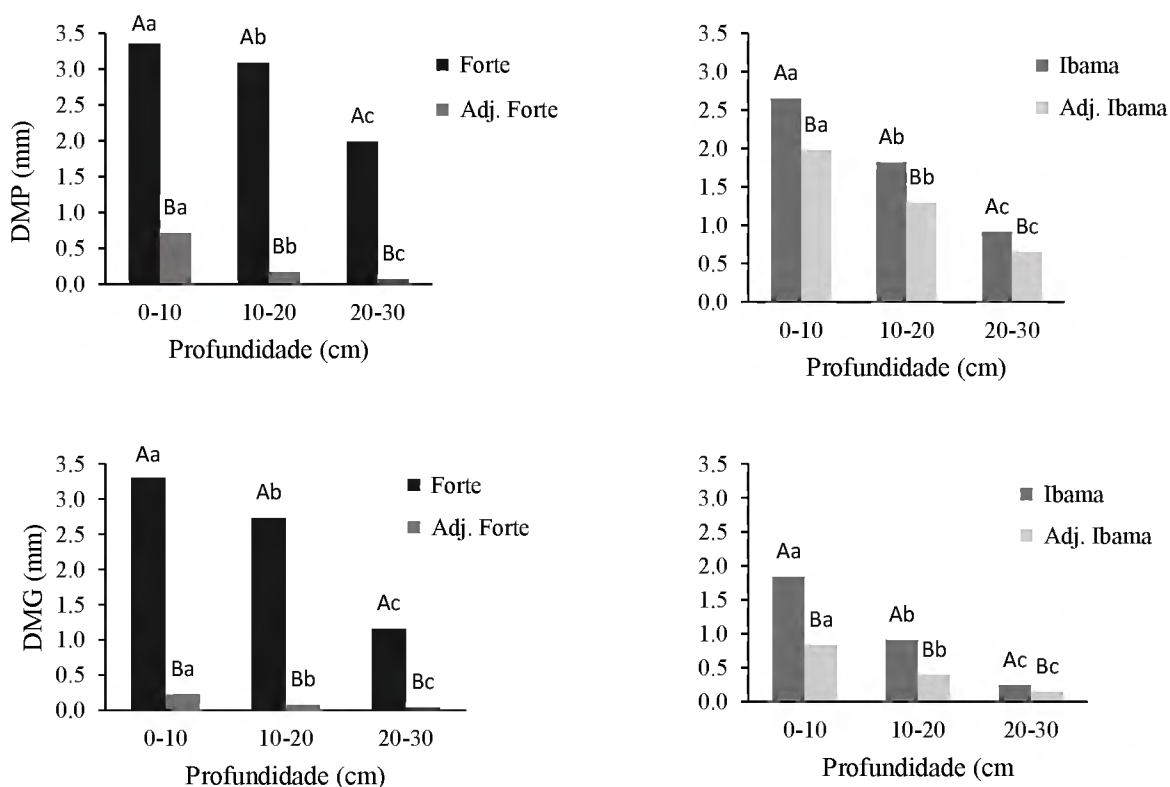 Aa
3.5
Forte
3.0
Ab
Adj. Forte
2.5
Ac
2.0
DMP (mm)
1.5
1.0
Ba
0.5
Bb
Bc
0.0
0-10 10-20 20-30
Profundidade (cm)
3.5
Ibama
3.0
Aa
Adj. Ibama
2.5
Ba
2.0
Ab
1.5
Bb
1.0
Ac
Bc
0.5
0.0
0-10 10-20 20-30
Profundidade (cm)
3.5
Aa
Forte
3.0
Ab
Adj. Forte
2.5
2.0
DMG (mm)
1.5
Ac
1.0
0.5
Ba
Bb
Bc
0.0
0-10 10-20 20-30
Profundidade (cm)
3.5
Ibama
3.0
Adj. Ibama
2.5
2.0
Aa
1.5
1.0
Ba
Ab
0.5
Bb
Ac
Bc
0.0
0-10 10-20 20-30
Profundidade (cm